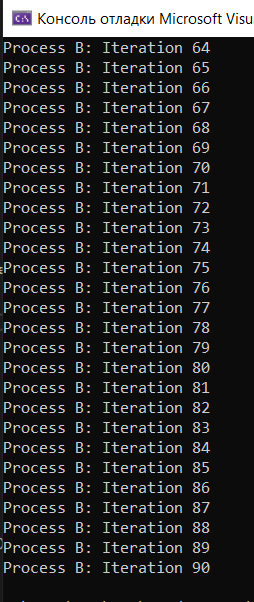 Консоль отладки Microsoft Visu
Process B: Iteration 64
Process B: Iteration 65
Process B: Iteration 66
Process B: Iteration 67
Process B: Iteration 68
Process B: Iteration 69
Process B: Iteration 70
Process B: Iteration 71
Process B: Iteration 72
Process B: Iteration 73
Process B: Iteration 74
Process B: Iteration 75
Process B: Iteration 76
Process B: Iteration 77
Process B: Iteration 78
Process B: Iteration 79
Process B: Iteration 80
Process B: Iteration 81
Process B: Iteration 82
Process B: Iteration 83
Process B: Iteration 84
Process B: Iteration 85
Process B: Iteration 86
Process B: Iteration 87
Process B: Iteration 88
Process B: Iteration 89
Process B: Iteration 90